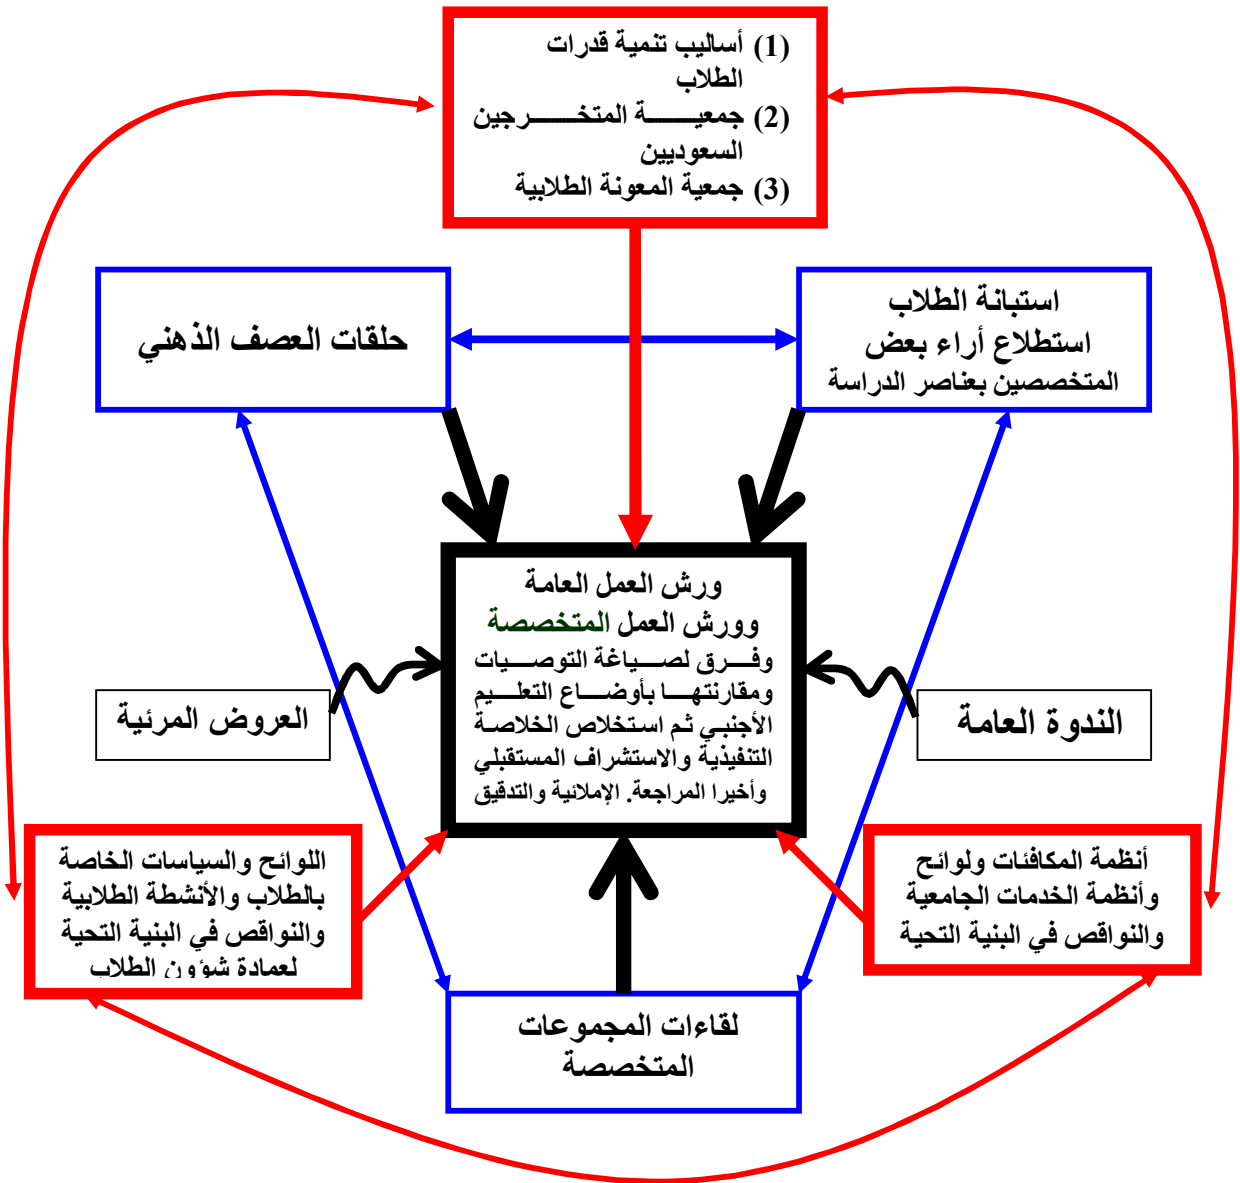 (1) أساليب تنمية قدرات
الطلاب
(2) جمعيـــــة المتخـــــرجين
السعوديين
(3) جمعية المعونة الطلابية
استبانة الطلاب
استطلاع أراء بعض
المتخصصين بعناصر الدراسة
حلقات العصف الذهني
ورش العمل العامة
وورش العمل المتخصصة
وفـــرق لصـــياغة التوصـــيات
ومقارنتهـــا بأوضـــاع التعلـــيم
الأجنبي ثم استخلاص الخلاصة
التنفيذية والاستشراف المستقبلي
وأخيرا المراجعة. الإملائية والتدقيق
الندوة العامة
العروض المرئية
أنظمة المكافئات ولوائح
وأنظمة الخدمات الجامعية
والنواقص في البنية التحية
اللوائح والسياسات الخاصة
بالطلاب والأنشطة الطلابية
والنواقص في البنية التحية
لعمادة شؤون الطلاب
لقاءات المجموعات
المتخصصة